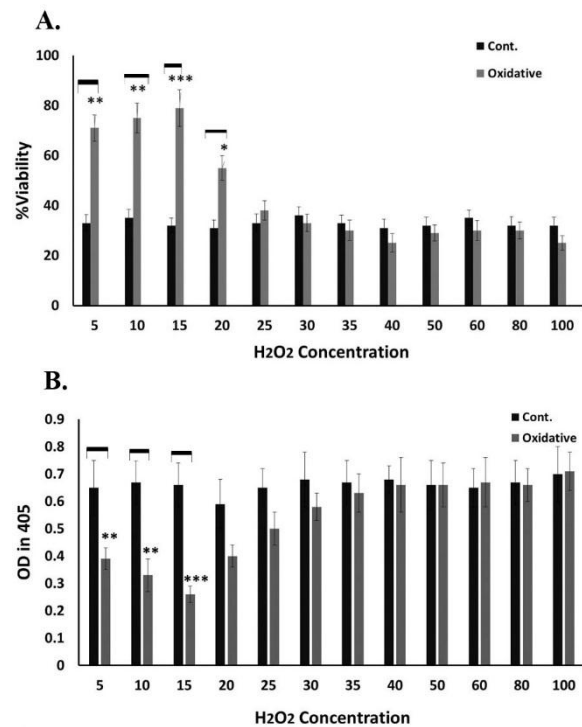 A.
100
80
60
40
20
0
%Viability
Cont.
Oxidative
**
**
***
*
5 10 15 20 25 30 35 40 50 60 80 100
H2O2 Concentration
B.
0.9
0.8
0.7
0.6
0.5
0.4
0.3
0.2
0.1
0
OD in 405
Cont.
Oxidative
**
**
***
5 10 15 20 25 30 35 40 50 60 80 100
H2O2 Concentration